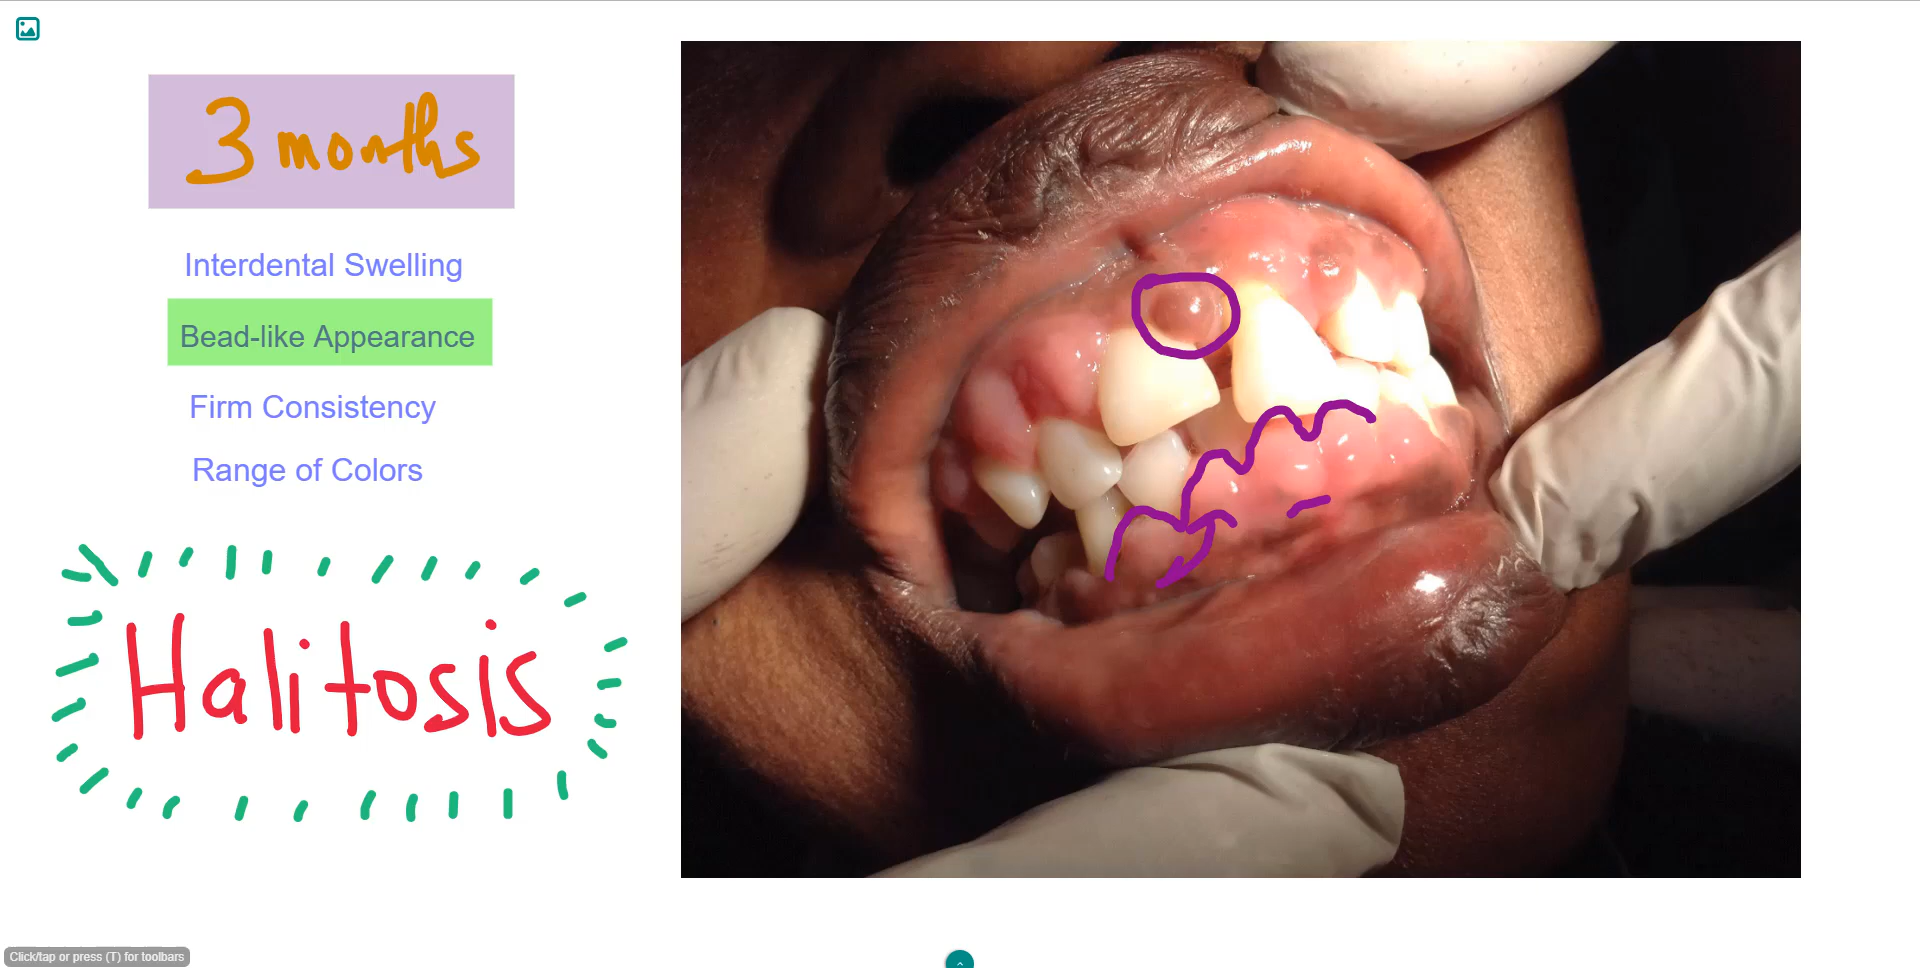 3 months
Interdental Swelling
Bead-like Appearance
Firm Consistency
Range of Colors
Halitosis
Click/tap or press (T) for toolbars